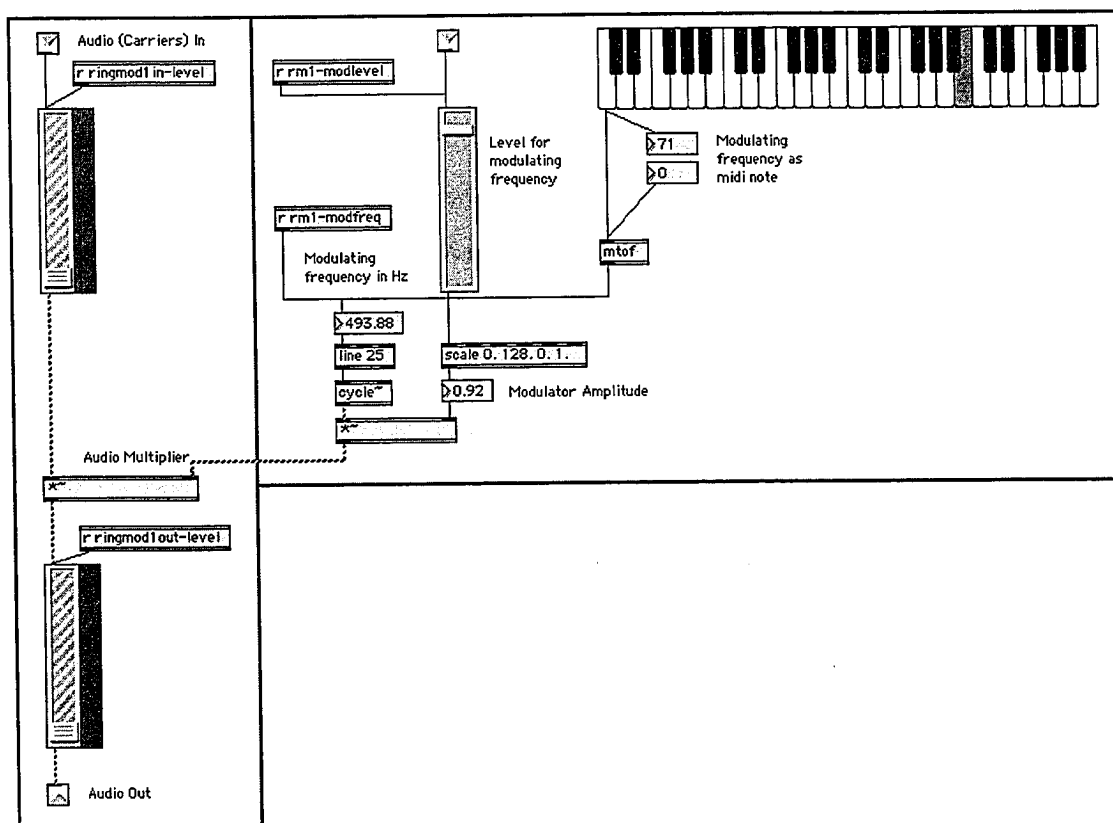 Audio (Carriers) In
r ringmod1in-level
r rm1-modlevel
Level for
modulating
frequency
71
0
Modulating
frequency as
midi note
r rm1-modfreq
mtof
Modulating
frequency in Hz
493.88
line 25
scale 0. 128. 0. 1.
cycle~
0.92
Modulator Amplitude
*~
Audio Multiplier
*~
r ringmod1out-level
Audio Out